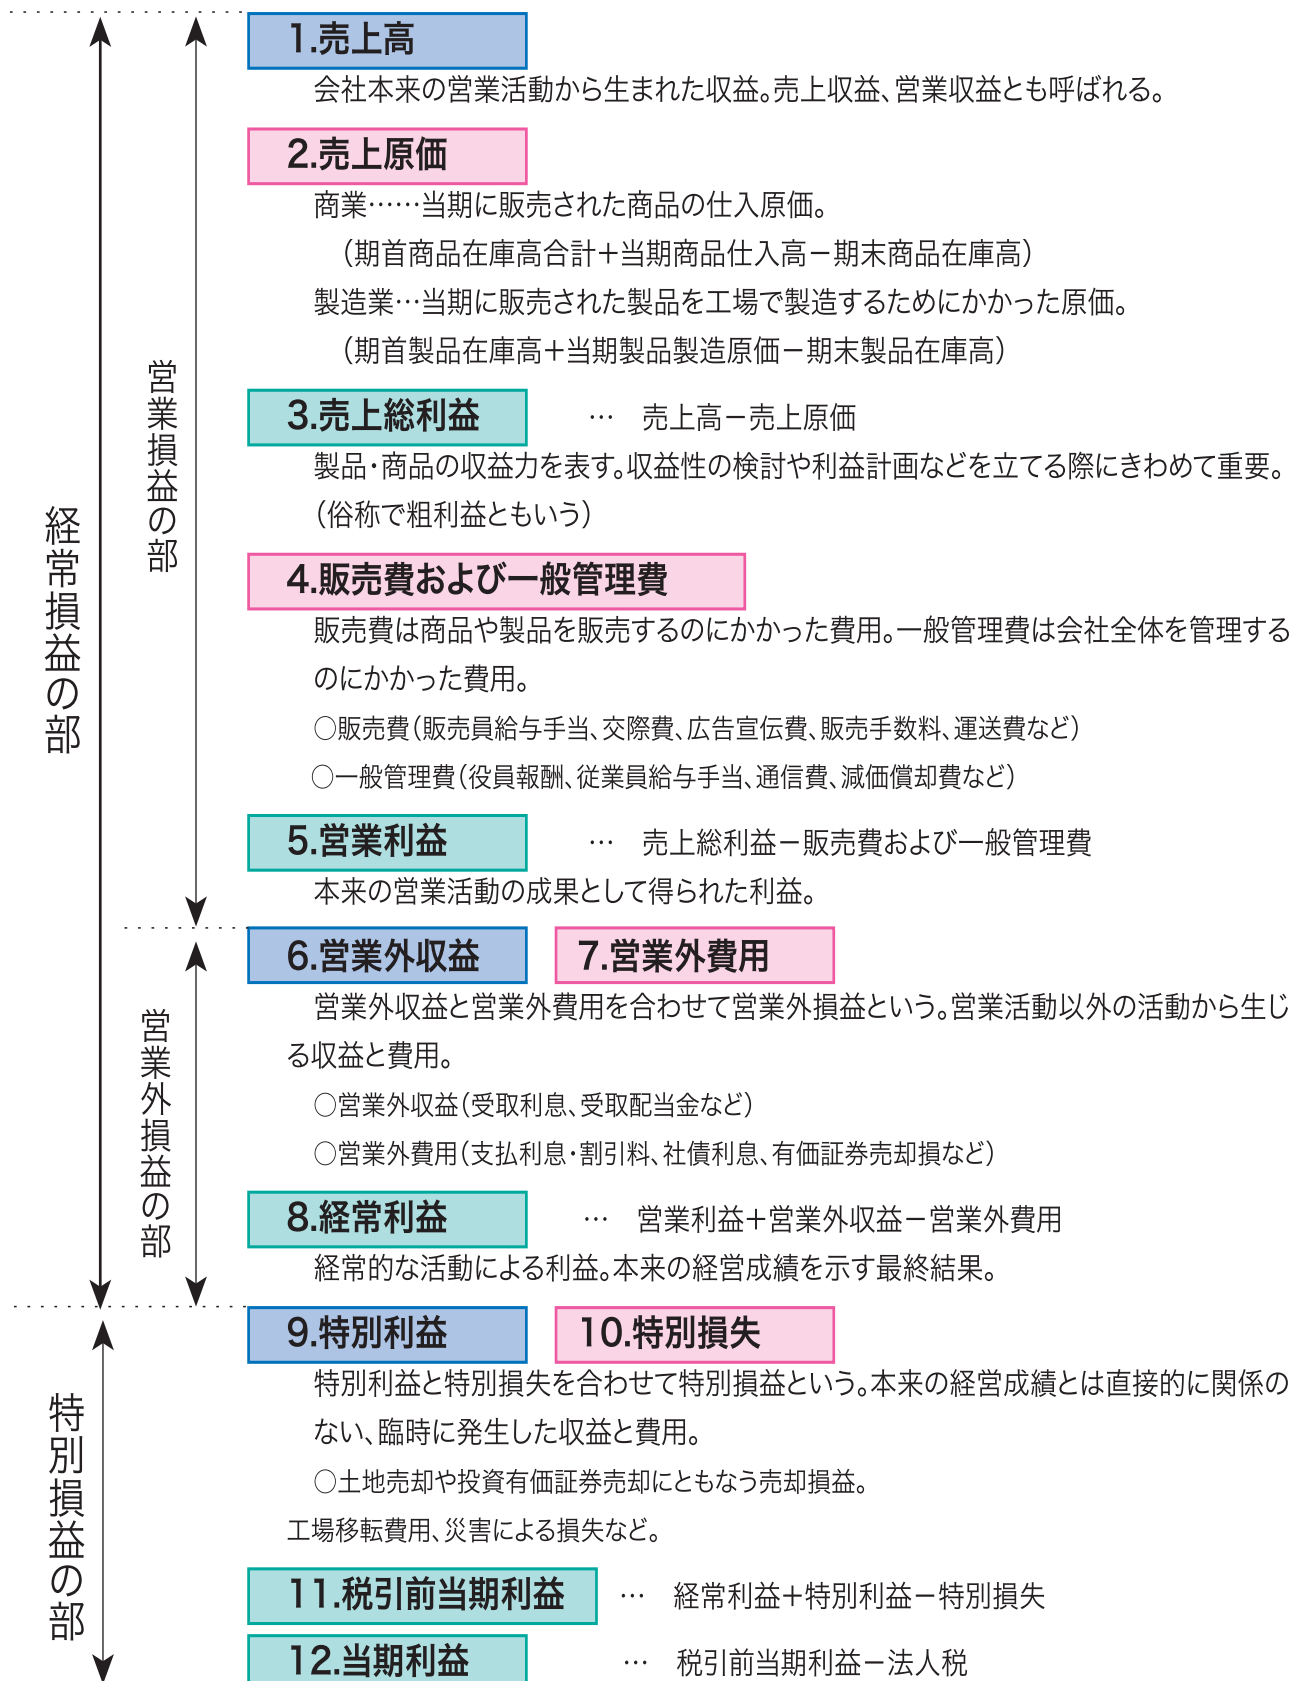 1.売上高
会社本来の営業活動から生まれた収益。売上収益、営業収益とも呼ばれる。
2.売上原価
商業……当期に販売された商品の仕入原価。
（期首商品在庫高合計＋当期商品仕入高－期末商品在庫高）
製造業…当期に販売された製品を工場で製造するためにかかった原価。
（期首製品在庫高＋当期製品製造原価－期末製品在庫高）
3.売上総利益 … 売上高－売上原価
製品・商品の収益力を表す。収益性の検討や利益計画などを立てる際にきわめて重要。
（俗称で粗利益ともいう）
4.販売費および一般管理費
販売費は商品や製品を販売するのにかかった費用。一般管理費は会社全体を管理する
のにかかった費用。
○販売費（販売員給与手当、交際費、広告宣伝費、販売手数料、運送費など）
○一般管理費（役員報酬、従業員給与手当、通信費、減価償却費など）
5.営業利益 … 売上総利益－販売費および一般管理費
本来の営業活動の成果として得られた利益。
営業損益の部
経常損益の部
6.営業外収益 7.営業外費用
営業外収益と営業外費用を合わせて営業外損益という。営業活動以外の活動から生じ
る収益と費用。
○営業外収益（受取利息、受取配当金など）
○営業外費用（支払利息・割引料、社債利息、有価証券売却損など）
8.経常利益 … 営業利益＋営業外収益－営業外費用
経常的な活動による利益。本来の経営成績を示す最終結果。
営業外損益の部
9.特別利益 10.特別損失
特別利益と特別損失を合わせて特別損益という。本来の経営成績とは直接的に関係の
ない、臨時に発生した収益と費用。
○土地売却や投資有価証券売却にともなう売却損益。
工場移転費用、災害による損失など。
11.税引前当期利益 … 経常利益＋特別利益－特別損失
12.当期利益 … 税引前当期利益－法人税
特別損益の部